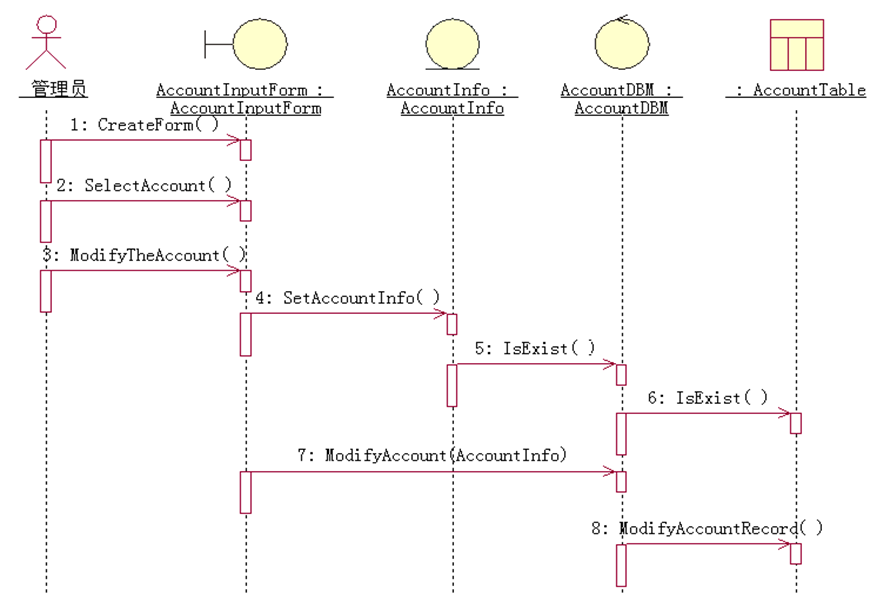 管理员
AccountInputForm :
AccountInputForm
AccountInfo :
AccountInfo
AccountDBM :
AccountDBM
: AccountTable
1: CreateForm( )
2: SelectAccount( )
3: ModifyTheAccount( )
4: SetAccountInfo( )
5: IsExist( )
6: IsExist( )
7: ModifyAccount(AccountInfo)
8: ModifyAccountRecord( )